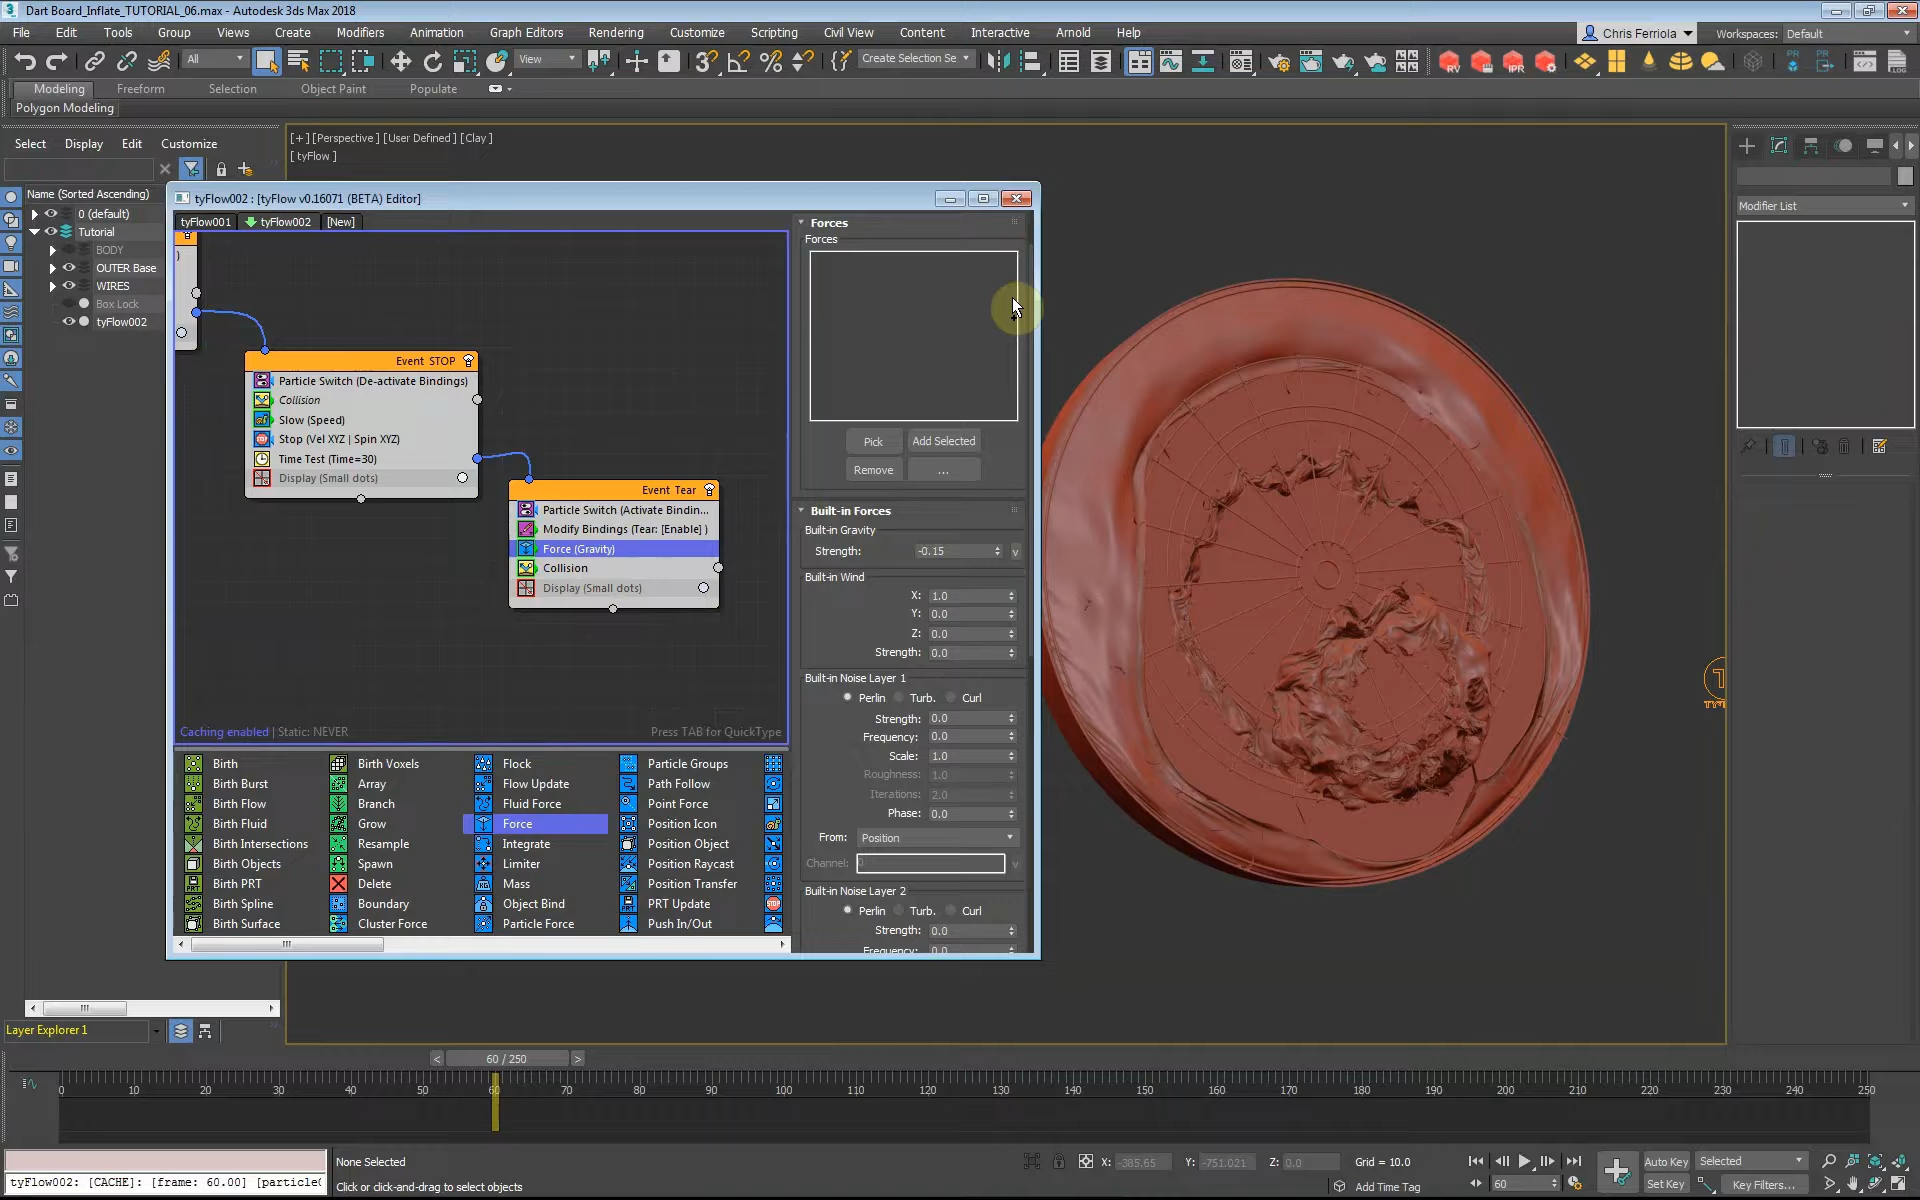 Dart Board_Inflate_TUTORIAL_06.max - Autodesk 3ds Max 2018
File Edit Tools Group Views Create Modifiers Animation Graph Editors Rendering Customize Scripting Civil View Content Interactive Arnold Help
Chris Ferriola Workspaces: Default
All View Create Selection Se
Modeling Freeform Selection Object Paint Populate
Polygon Modeling
Select Display Edit Customize
[+] [Perspective] [User Defined] [Clay]
[ tyFlow ]
Name (Sorted Ascending)
0 (default)
Tutorial
BODY
OUTER Base
WIRES
Box Lock
tyFlow002
Modifier List
tyFlow002 : [tyFlow v0.16071 (BETA) Editor]
tyFlow001 tyFlow002 [New]
)
Event STOP
Particle Switch (De-activate Bindings)
Collision
Slow (Speed)
Stop (Vel XYZ | Spin XYZ)
Time Test (Time=30)
Display (Small dots)
Event Tear
Particle Switch (Activate Bindin...
Modify Bindings (Tear: [Enable] )
Force (Gravity)
Collision
Display (Small dots)
Caching enabled | Static: NEVER Press TAB for QuickType
Birth Birth Voxels Flock Particle Groups
Birth Burst Array Flow Update Path Follow
Birth Flow Branch Fluid Force Point Force
Birth Fluid Grow Force Position Icon
Birth Intersections Resample Integrate Position Object
Birth Objects Spawn Limiter Position Raycast
Birth PRT Delete Mass Position Transfer
Birth Spline Boundary Object Bind PRT Update
Birth Surface Cluster Force Particle Force Push In/Out
Forces
Forces
Pick Add Selected
Remove ...
Built-in Forces
Built-in Gravity
Strength: -0.15 v
Built-in Wind
X: 1.0
Y: 0.0
Z: 0.0
Strength: 0.0
Built-in Noise Layer 1
Perlin Turb. Curl
Strength: 0.0
Frequency: 0.0
Scale: 1.0
Roughness: 1.0
Iterations: 2.0
Phase: 0.0
From: Position
Channel: 0 v
Built-in Noise Layer 2
Perlin Turb. Curl
Strength: 0.0
Frequency: 0.0
Layer Explorer 1
< 60 / 250 >
0 10 20 30 40 50 60 70 80 90 100 110 120 130 140 150 160 170 180 190 200 210 220 230 240 250
None Selected
X: -385.65 Y: -751.021 Z: 0.0 Grid = 10.0
Auto Key Selected
tyFlow002: [CACHE]: [frame: 60.00] [particle
Click or click-and-drag to select objects
Add Time Tag
60
Set Key Key Filters...